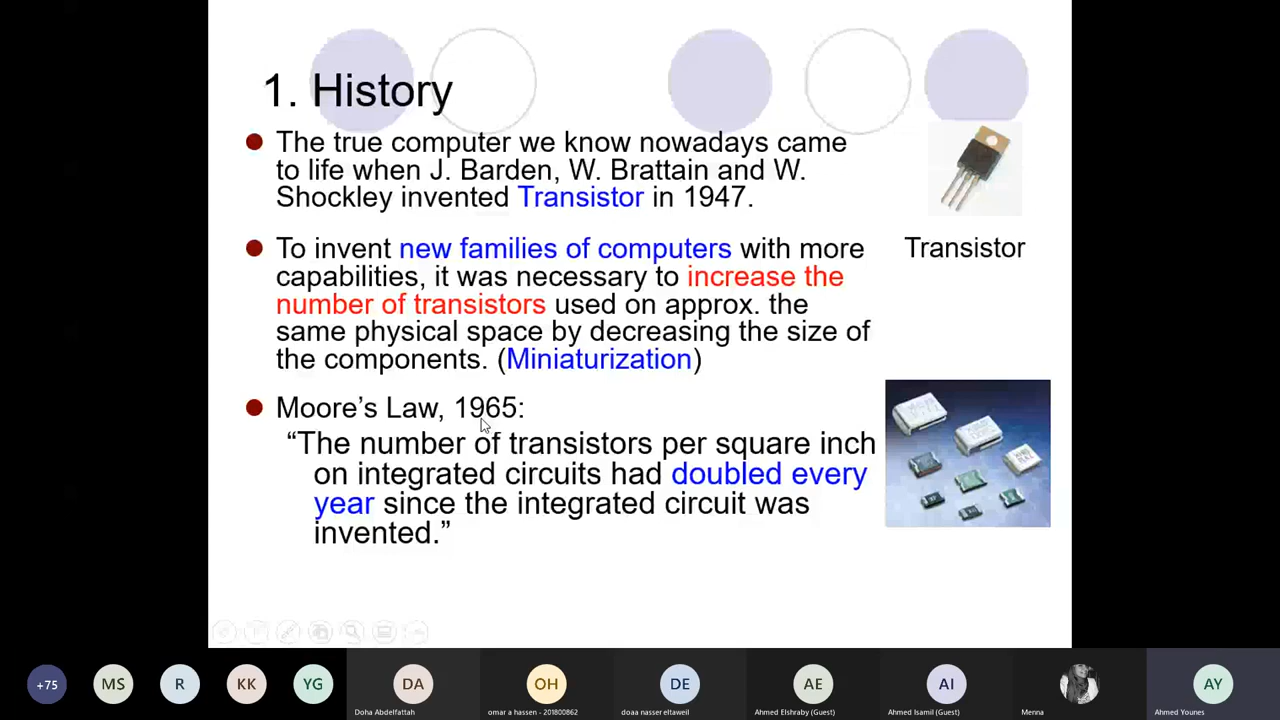 1. History
The true computer we know nowadays came
to life when J. Barden, W. Brattain and W.
Shockley invented Transistor in 1947.
Transistor
To invent new families of computers with more
capabilities, it was necessary to increase the
number of transistors used on approx. the
same physical space by decreasing the size of
the components. (Miniaturization)
Moore’s Law, 1965:
“The number of transistors per square inch
on integrated circuits had doubled every
year since the integrated circuit was
invented.”
+75
MS
R
KK
YG
DA
OH
DE
AE
AI
AY
Doha Abdelfattah
omar a hassen - 201800862
doaa nasser eltaweil
Ahmed Elshraby (Guest)
Ahmed Isamil (Guest)
Menna
Ahmed Younes